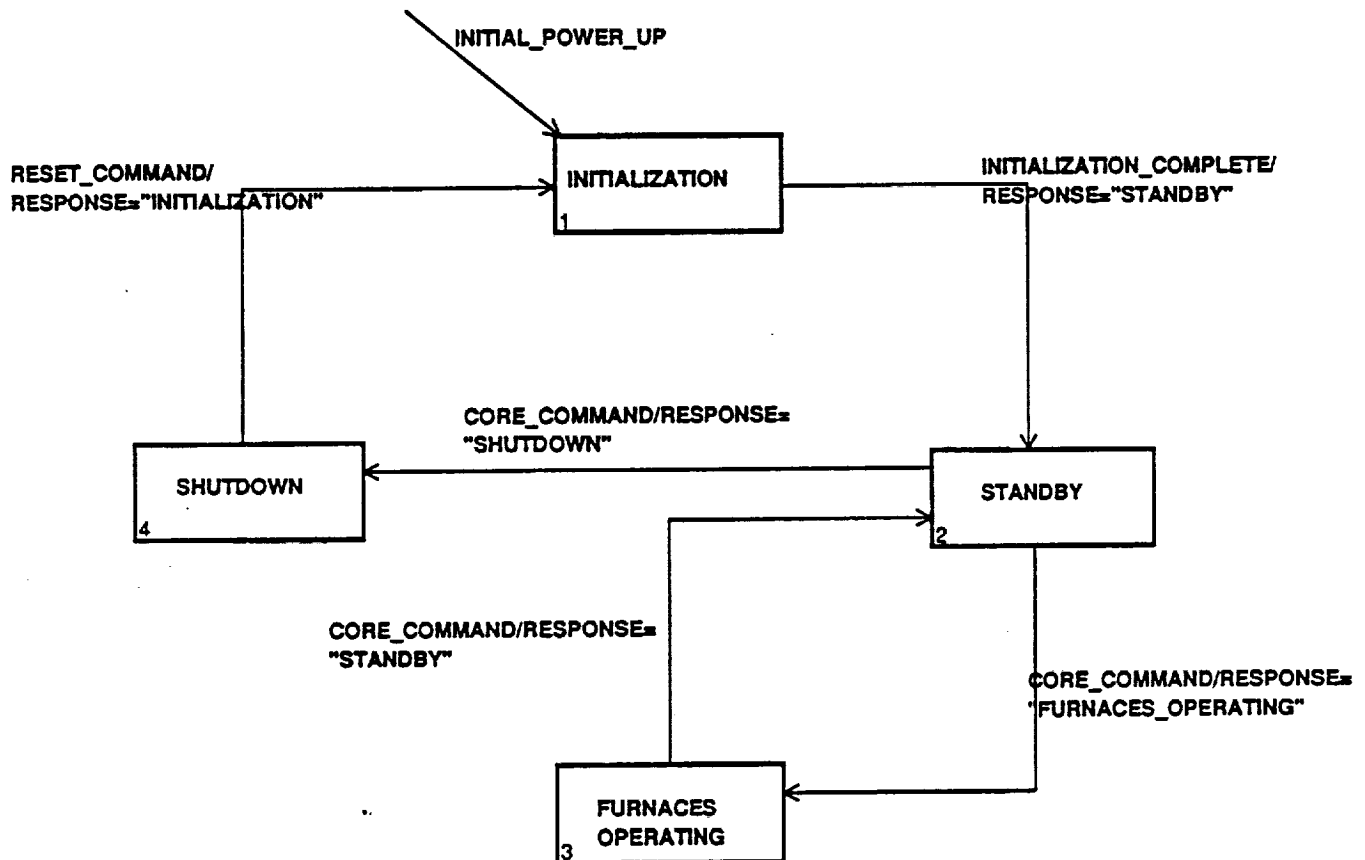 INITIAL_POWER_UP
RESET_COMMAND/
RESPONSE="INITIALIZATION"
INITIALIZATION
1
INITIALIZATION_COMPLETE/
RESPONSE="STANDBY"
CORE_COMMAND/RESPONSE=
"SHUTDOWN"
SHUTDOWN
4
STANDBY
2
CORE_COMMAND/RESPONSE=
"STANDBY"
CORE_COMMAND/RESPONSE=
"FURNACES_OPERATING"
FURNACES
OPERATING
3